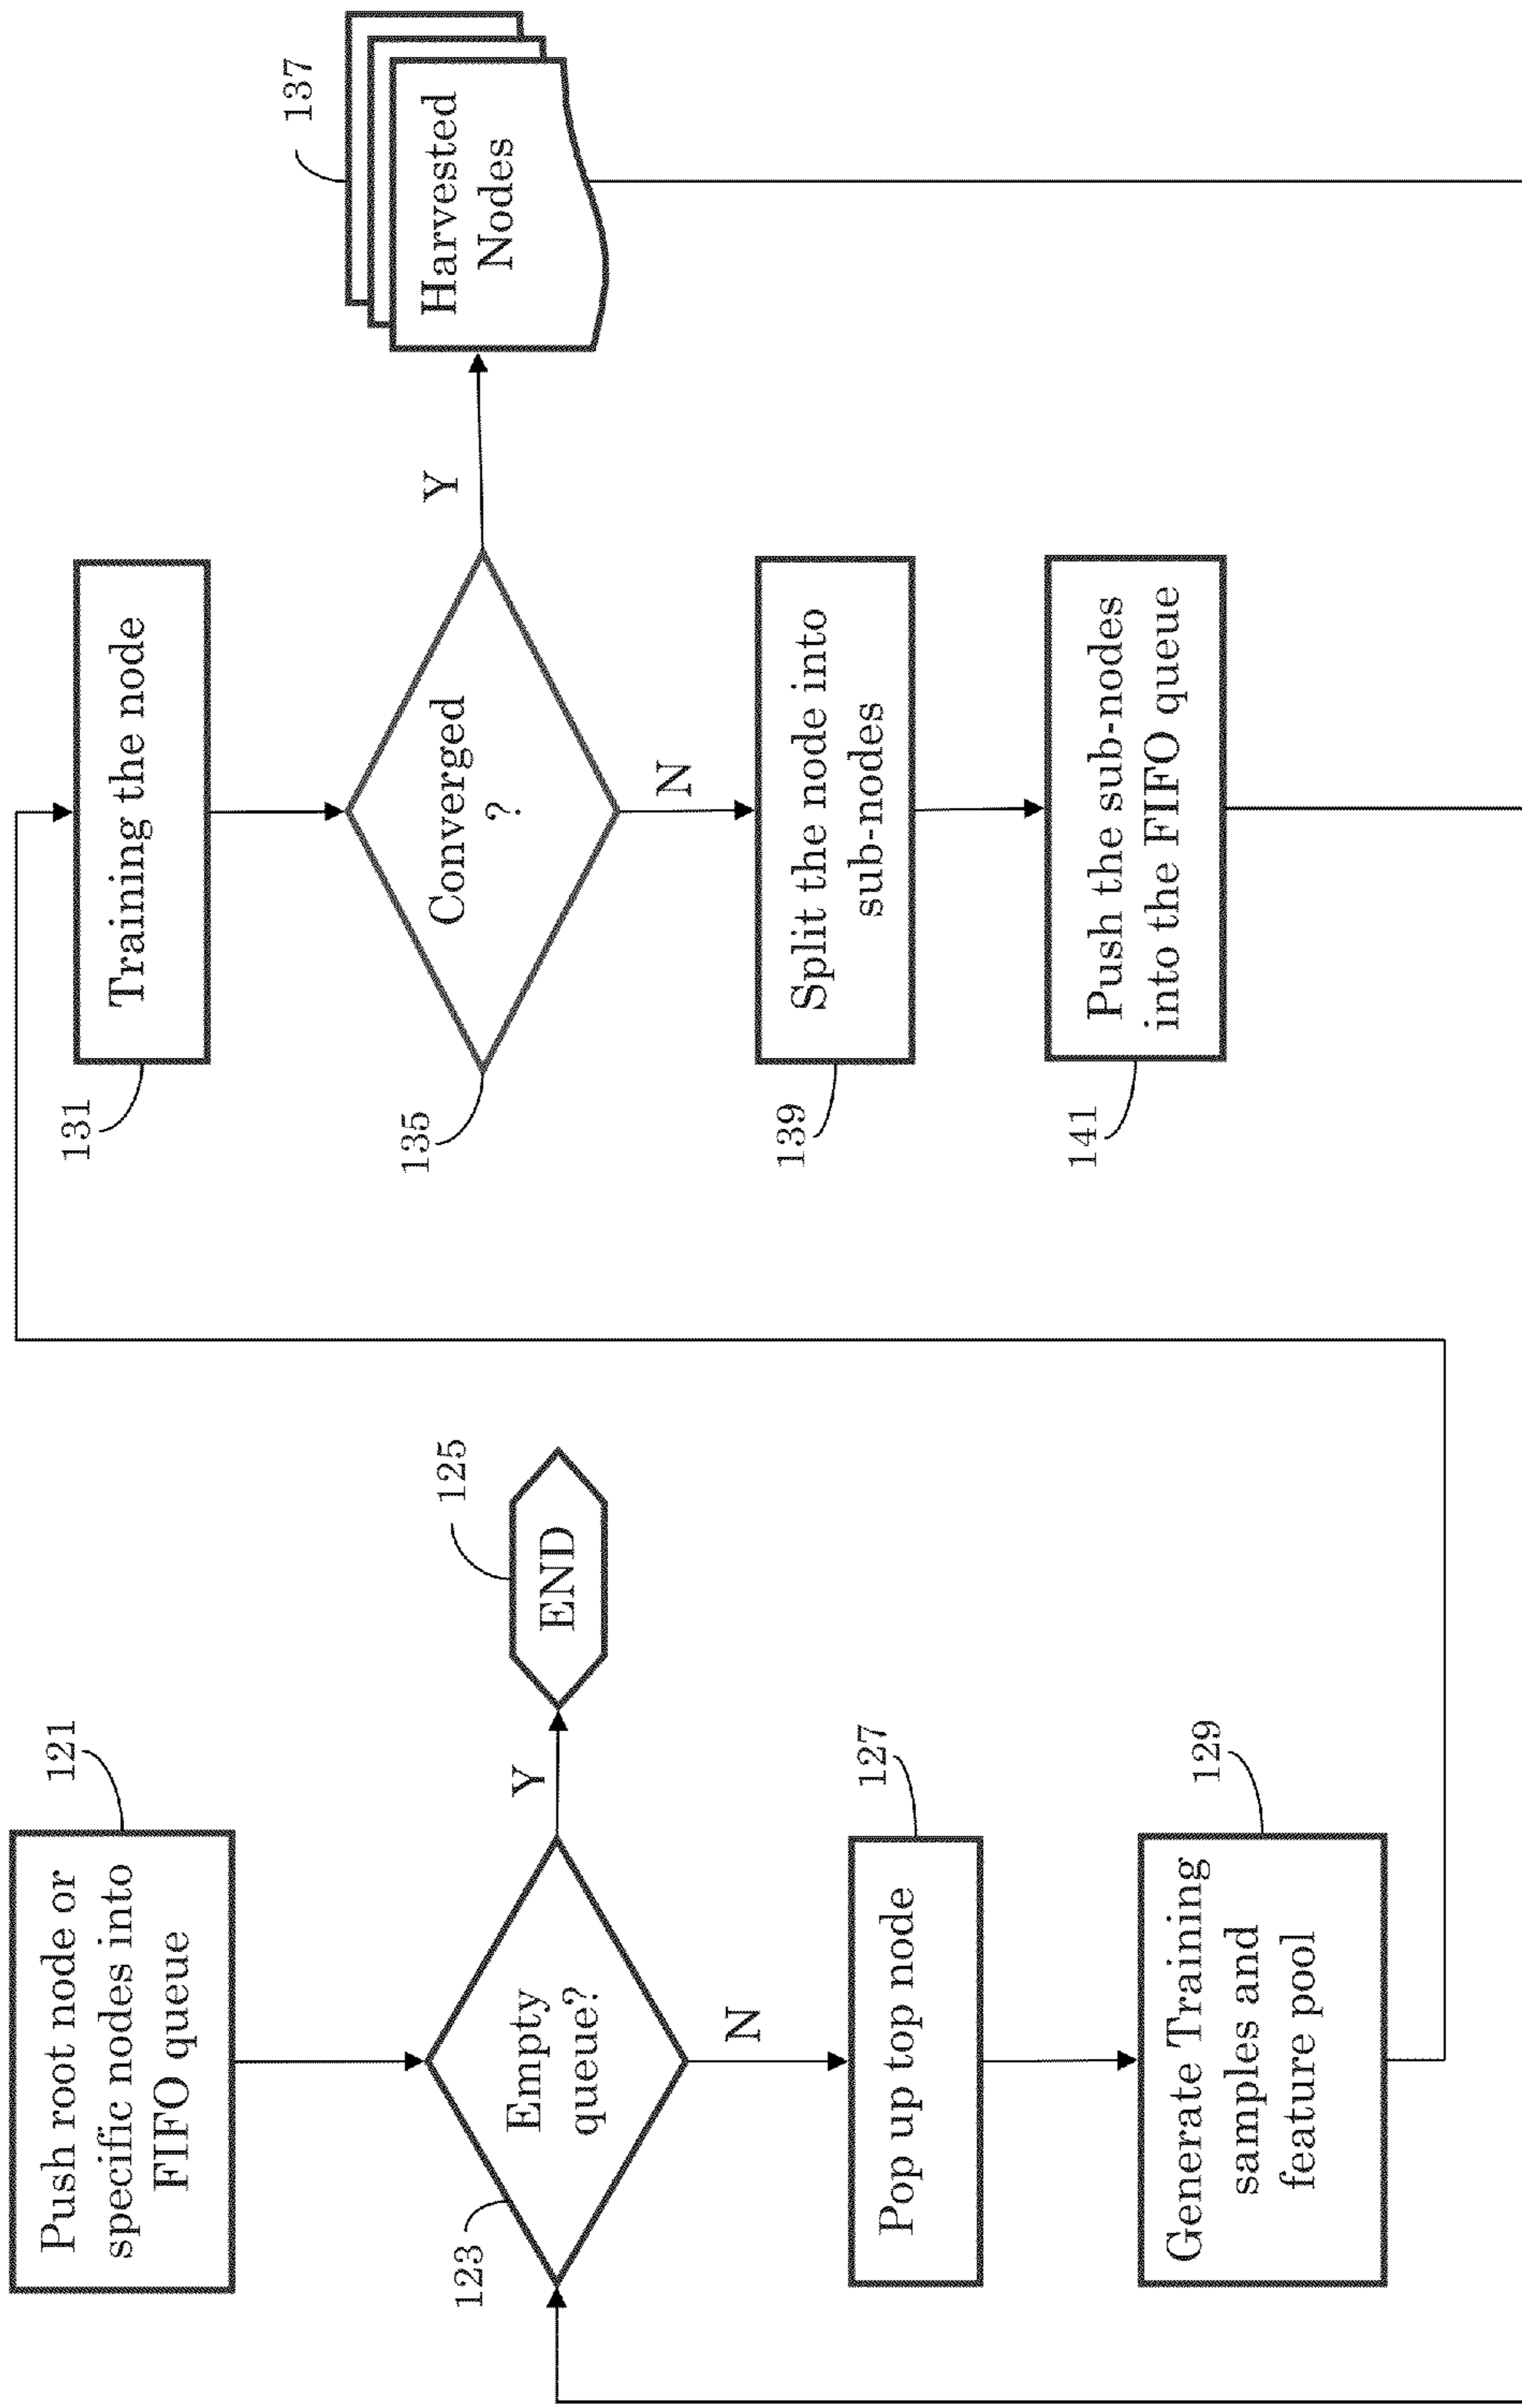 121
Push root node or
specific nodes into
FIFO queue
123
Empty
queue?
Y
125
END
N
127
Pop up top node
129
Generate Training
samples and
feature pool
131
Training the node
135
Converged
?
Y
137
Harvested
Nodes
N
139
Split the node into
sub-nodes
141
Push the sub-nodes
into the FIFO queue